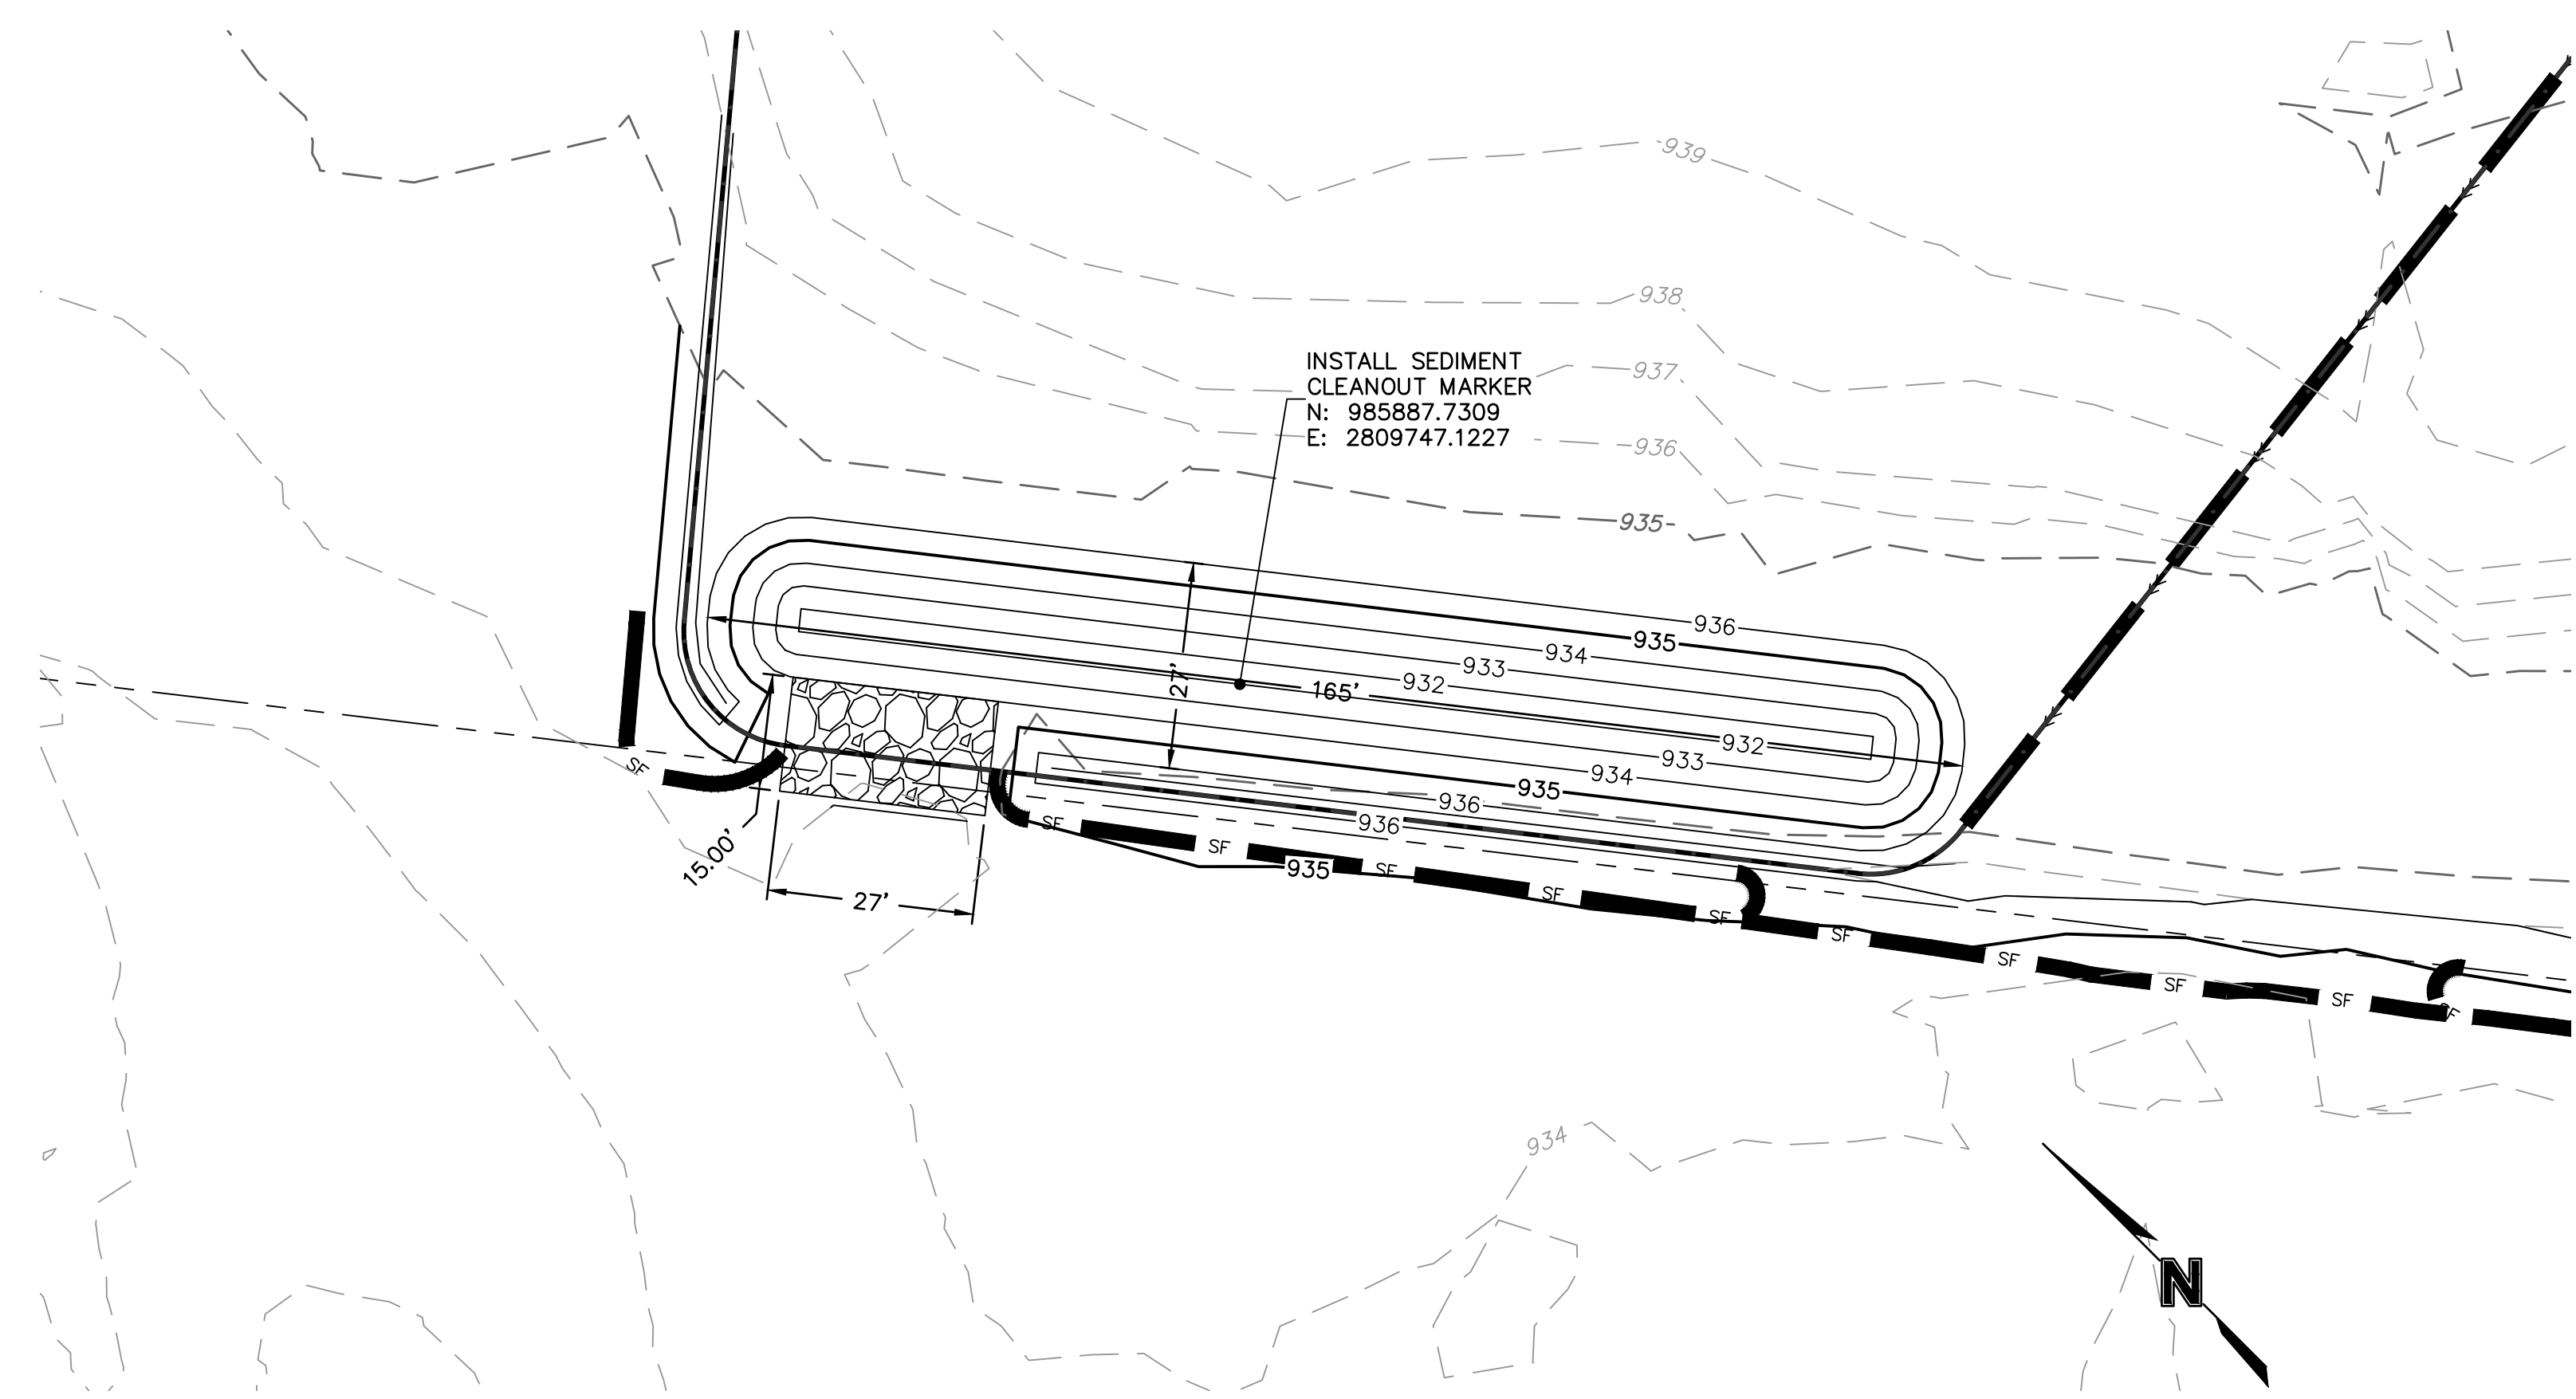 939
938
INSTALL SEDIMENT
CLEANOUT MARKER
N: 985887.7309
E: 2809747.1227
937
936
935
936
935
934
933
932
27'
165'
932
933
934
935
936
936
935
15.00'
27'
SF
SF
SF
SF
SF
SF
SF
SF
SF
SF
SF
934
N